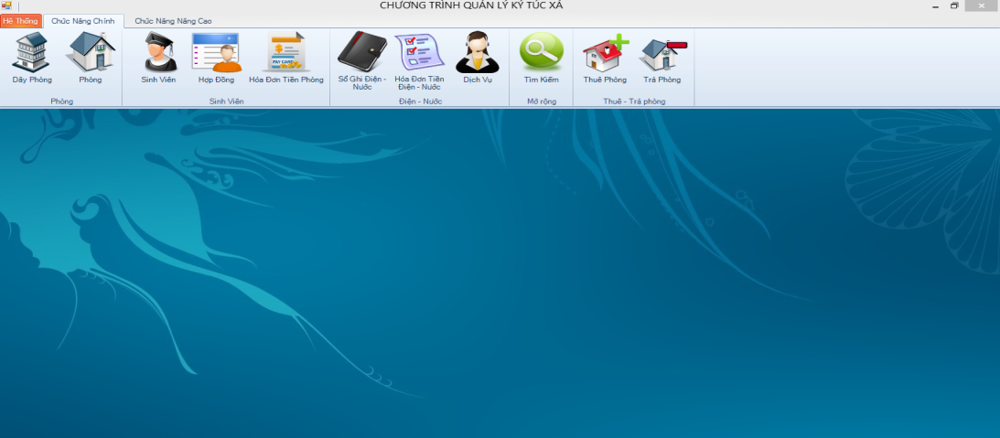 CHƯƠNG TRÌNH QUẢN LÝ KÝ TÚC XÁ
Hệ Thống Chức Năng Chính Chức Năng Nâng Cao
Dãy Phòng Phòng Sinh Viên Hợp Đồng Hóa Đơn Tiền Phòng Sổ Ghi Điện - Nước Hóa Đơn Tiền Điện - Nước Dịch Vụ Tìm Kiếm Thuê Phòng Trả Phòng
Phòng Sinh Viên Điện - Nước Mở rộng Thuê - Trả phòng